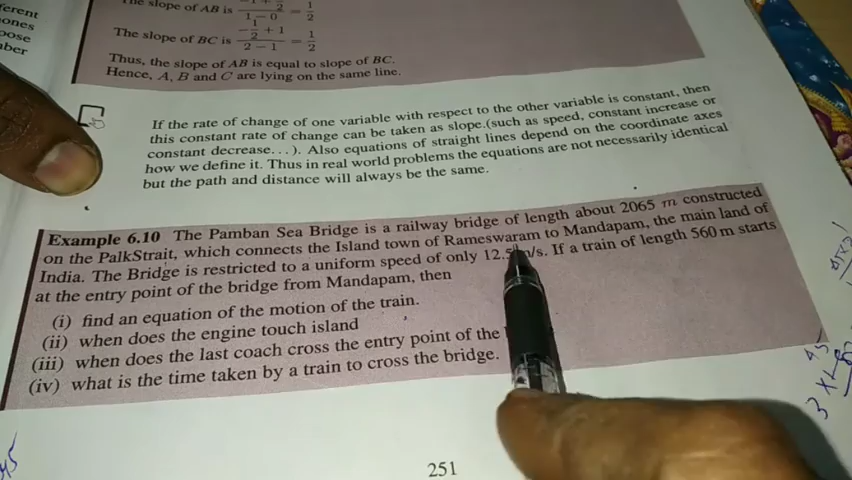 ferent
ones
pose
mber
The slope of AB is
1 − 0 = 1/2
The slope of BC is (−1/2 + 1)/(2 − 1) = 1/2
Thus, the slope of AB is equal to slope of BC.
Hence, A, B and C are lying on the same line.
If the rate of change of one variable with respect to the other variable is constant, then
this constant rate of change can be taken as slope.(such as speed, constant increase or
constant decrease...). Also equations of straight lines depend on the coordinate axes
how we define it. Thus in real world problems the equations are not necessarily identical
but the path and distance will always be the same.
Example 6.10 The Pamban Sea Bridge is a railway bridge of length about 2065 m constructed
on the PalkStrait, which connects the Island town of Rameswaram to Mandapam, the main land of
India. The Bridge is restricted to a uniform speed of only 12.5 m/s. If a train of length 560 m starts
at the entry point of the bridge from Mandapam, then
(i) find an equation of the motion of the train.
(ii) when does the engine touch island
(iii) when does the last coach cross the entry point of the
(iv) what is the time taken by a train to cross the bridge.
251